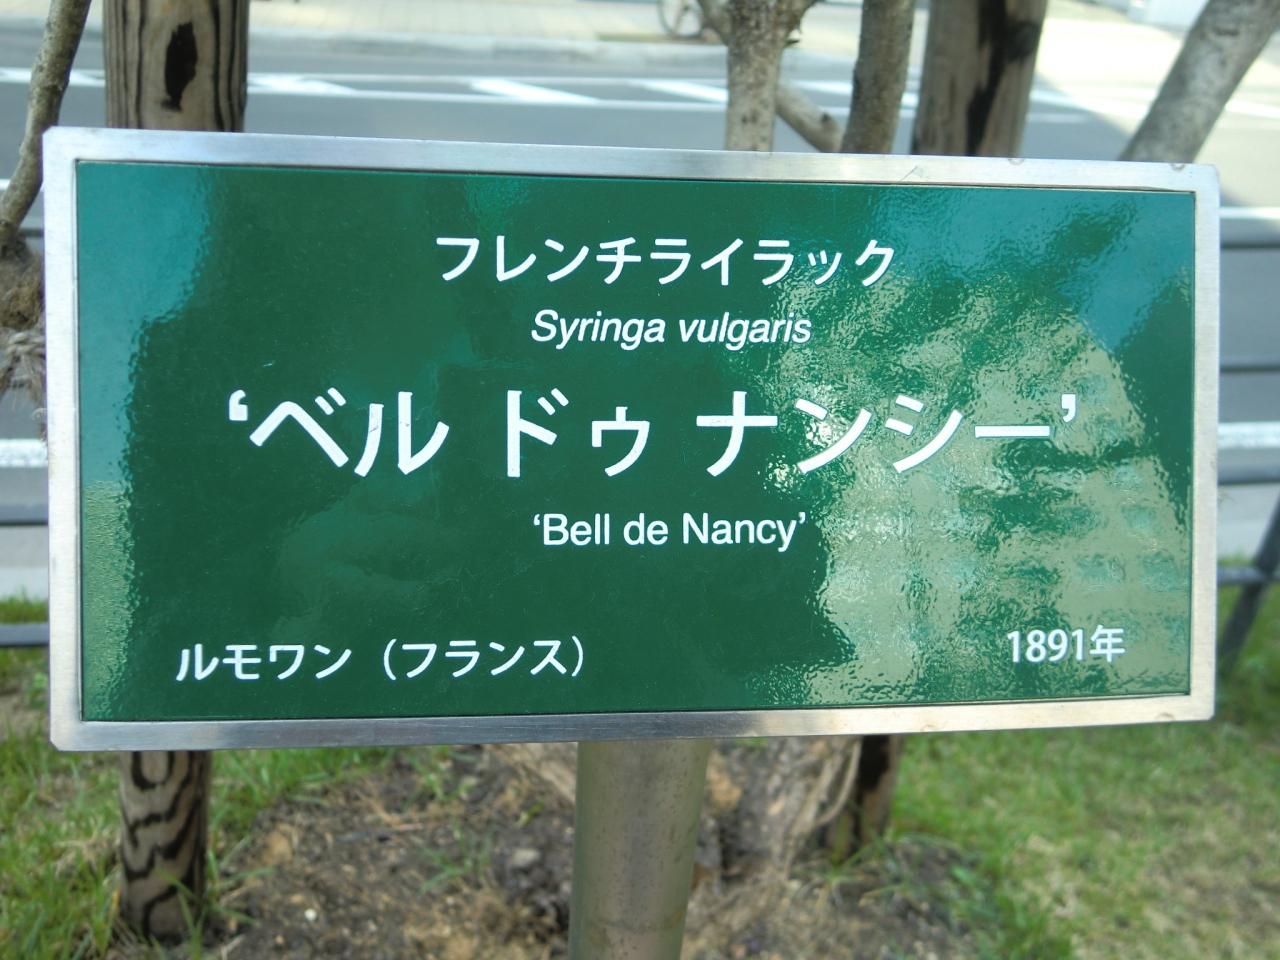 フレンチライラック
Syringa vulgaris
‘ベル ドゥ ナンシー’
‘Bell de Nancy’
ルモワン（フランス）
1891年